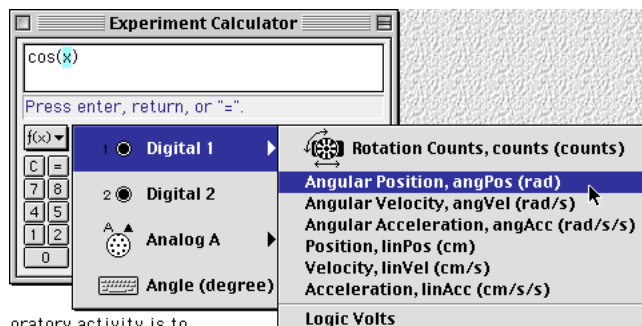 Experiment Calculator
cos(x)
Press enter, return, or "=".
f(x)
C =
7 8
4 5
1 2
0
1 Digital 1
2 Digital 2
A Analog A
Angle (degree)
Rotation Counts, counts (counts)
Angular Position, angPos (rad)
Angular Velocity, angVel (rad/s)
Angular Acceleration, angAcc (rad/s/s)
Position, linPos (cm)
Velocity, linVel (cm/s)
Acceleration, linAcc (cm/s/s)
Logic Volts
oratory activity is to